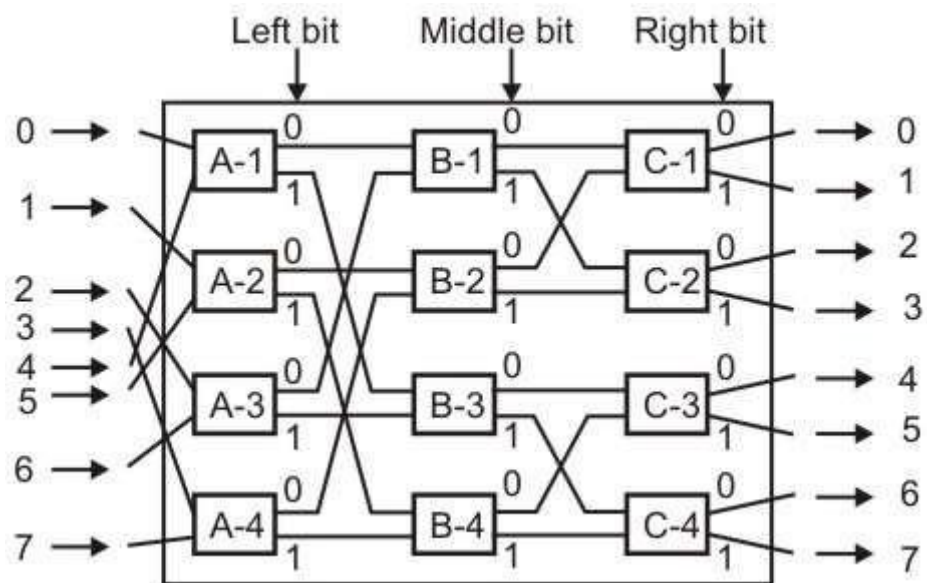 Left bit Middle bit Right bit
0 0 0 0 0
A-1 B-1 C-1
1 1 1 1
1 0 0 0 2
A-2 B-2 C-2
2 1 1 1 3
3
4 0 0 0 4
5 A-3 B-3 C-3
6 1 1 1 5
0 0 0 6
A-4 B-4 C-4
7 1 1 1 7